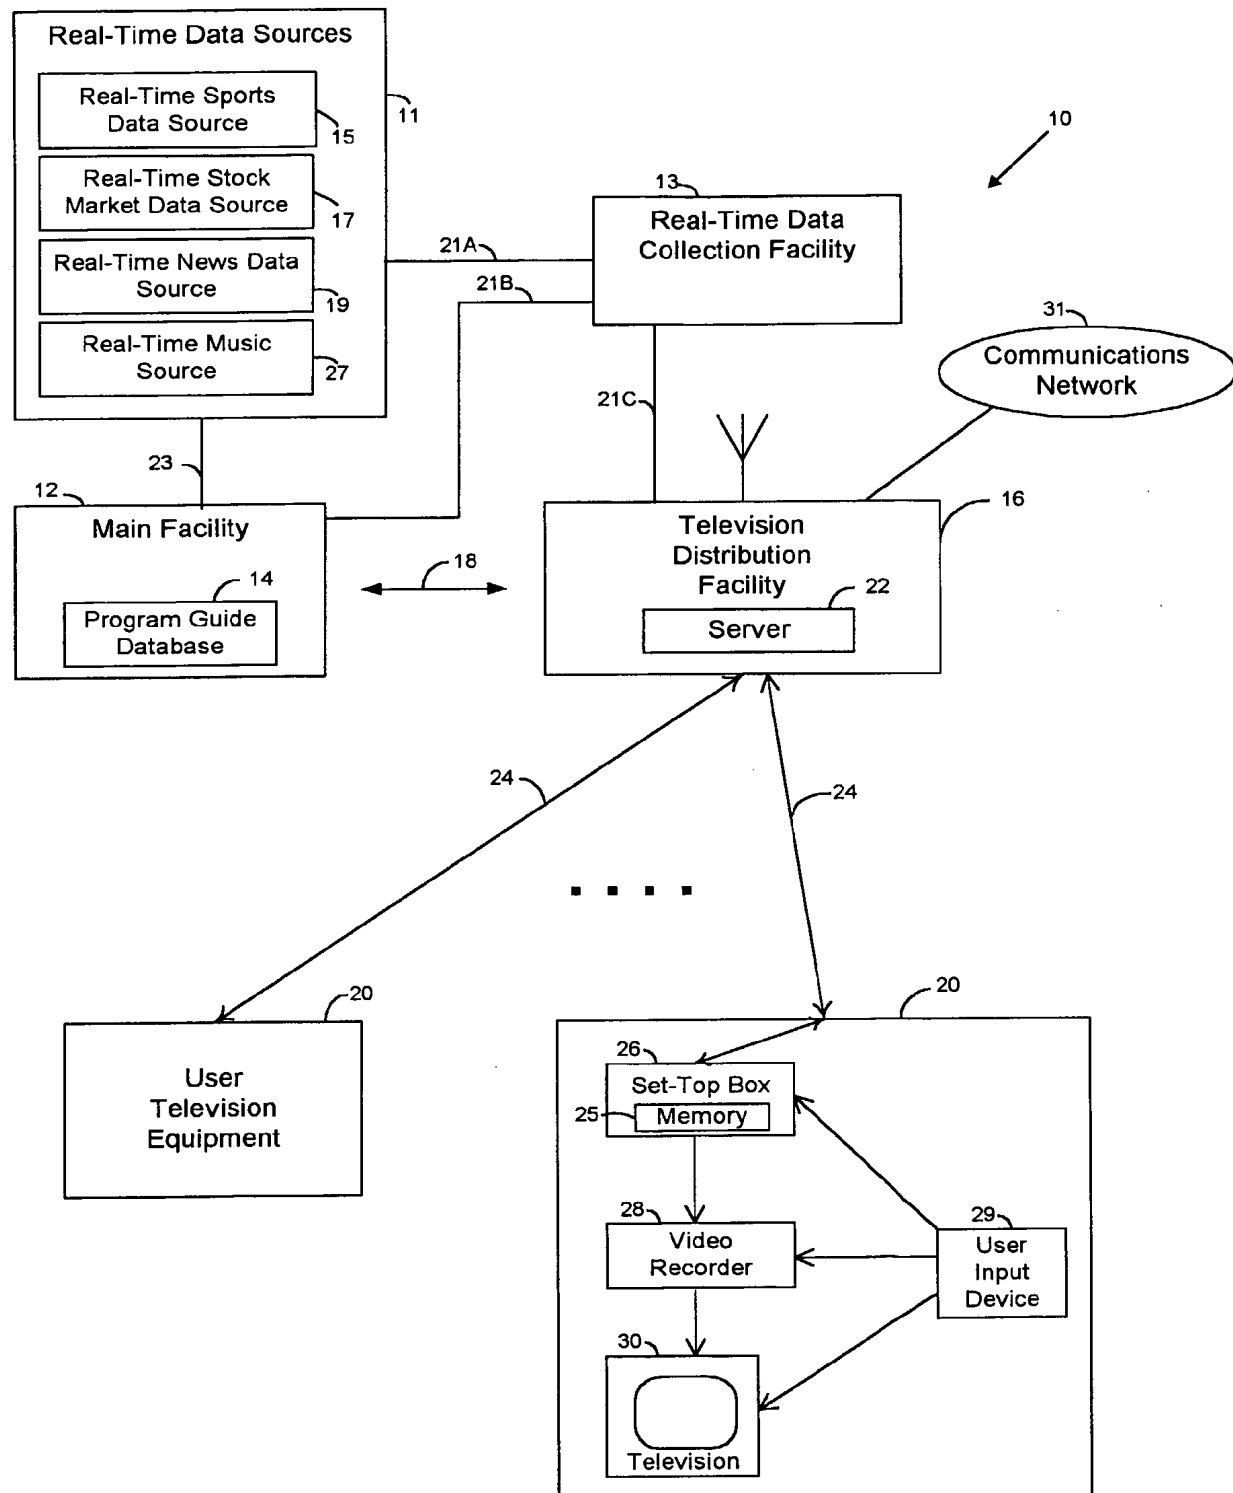 Real-Time Data Sources
Real-Time Sports
Data Source
15
11
Real-Time Stock
Market Data Source
17
Real-Time News Data
Source
19
Real-Time Music
Source
27
10
13
Real-Time Data
Collection Facility
21A
21B
21C
31
Communications
Network
23
12
Main Facility
14
Program Guide
Database
18
16
Television
Distribution
Facility
22
Server
24
24
20
User
Television
Equipment
20
26
Set-Top Box
25
Memory
28
Video
Recorder
29
User
Input
Device
30
Television